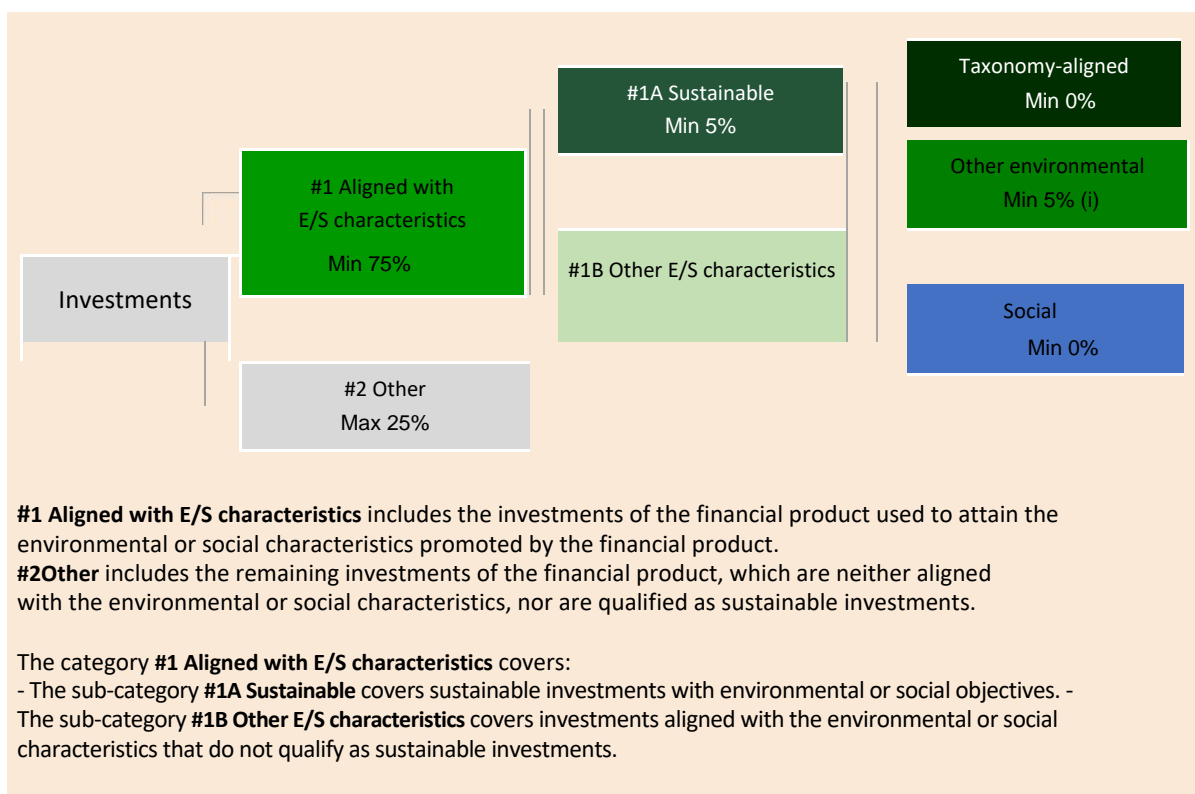 Taxonomy-aligned
Min 0%
#1A Sustainable
Min 5%
Other environmental
Min 5% (i)
#1 Aligned with
E/S characteristics
Min 75%
#1B Other E/S characteristics
Investments
Social
Min 0%
#2 Other
Max 25%
#1 Aligned with E/S characteristics includes the investments of the financial product used to attain the
environmental or social characteristics promoted by the financial product.
#2Other includes the remaining investments of the financial product, which are neither aligned
with the environmental or social characteristics, nor are qualified as sustainable investments.
The category #1 Aligned with E/S characteristics covers:
- The sub-category #1A Sustainable covers sustainable investments with environmental or social objectives. -
The sub-category #1B Other E/S characteristics covers investments aligned with the environmental or social
characteristics that do not qualify as sustainable investments.